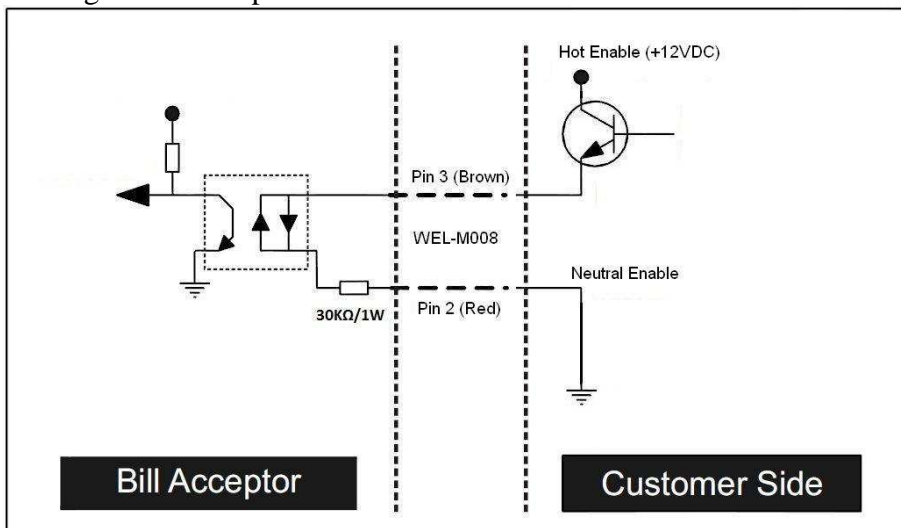 Hot Enable (+12VDC)
Pin 3 (Brown)
WEL-M008
Neutral Enable
30KΩ/1W
Pin 2 (Red)
Bill Acceptor
Customer Side